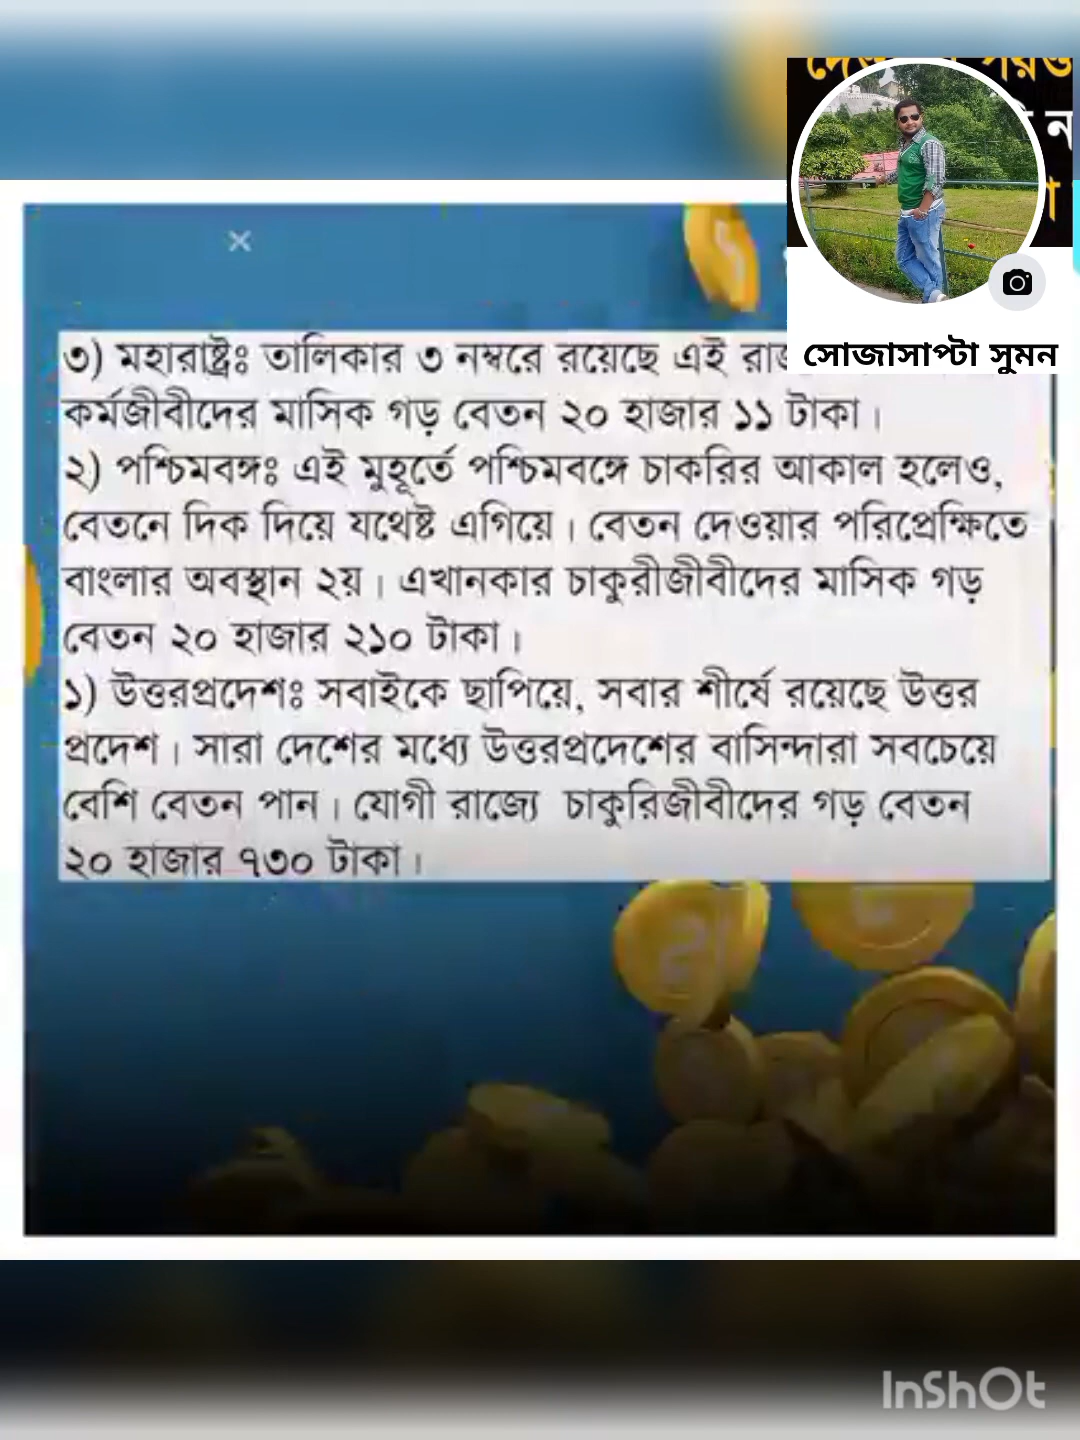 সোজাসাপ্টা সুমন
৩) মহারাষ্ট্রঃ তালিকার ৩ নম্বরে রয়েছে এই
কর্মজীবীদের মাসিক গড় বেতন ২০ হাজার ১১ টাকা।
২) পশ্চিমবঙ্গঃ এই মুহূর্তে পশ্চিমবঙ্গে চাকরির আকাল হলেও,
বেতনে দিক দিয়ে যথেষ্ট এগিয়ে। বেতন দেওয়ার পরিপ্রেক্ষিতে
বাংলার অবস্থান ২য়। এখানকার চাকুরীজীবীদের মাসিক গড়
বেতন ২০ হাজার ২১০ টাকা।
১) উত্তরপ্রদেশঃ সবাইকে ছাপিয়ে, সবার শীর্ষে রয়েছে উত্তর
প্রদেশ। সারা দেশের মধ্যে উত্তরপ্রদেশের বাসিন্দারা সবচেয়ে
বেশি বেতন পান। যোগী রাজ্যে চাকুরিজীবীদের গড় বেতন
২০ হাজার ৭৩০ টাকা।
InShOt